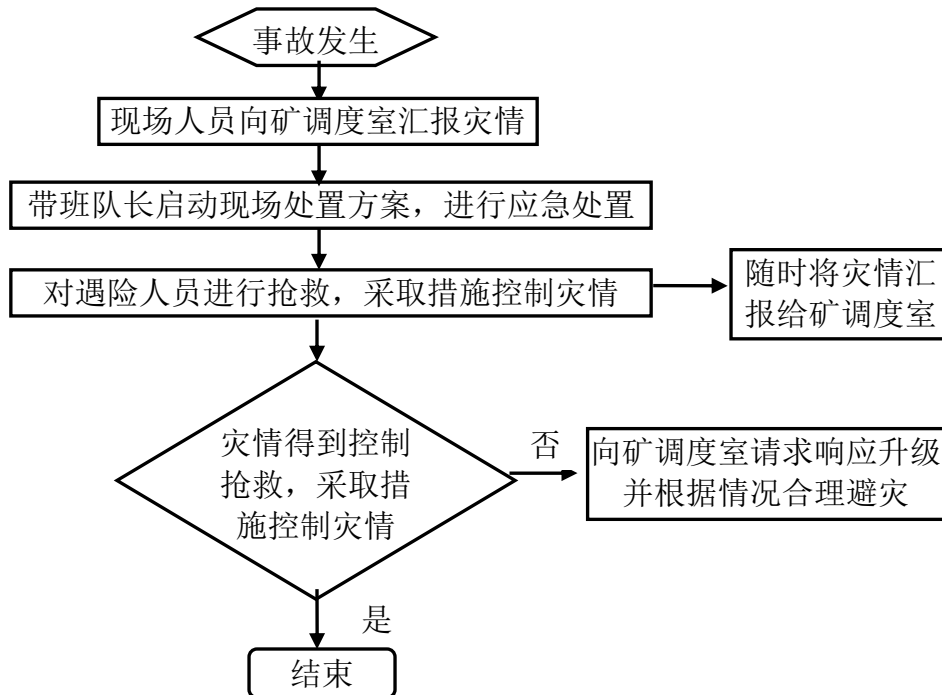 事故发生
现场人员向矿调度室汇报灾情
带班队长启动现场处置方案，进行应急处置
对遇险人员进行抢救，采取措施控制灾情
随时将灾情汇
报给矿调度室
灾情得到控制
抢救，采取措
施控制灾情
否
向矿调度室请求响应升级
并根据情况合理避灾
是
结束